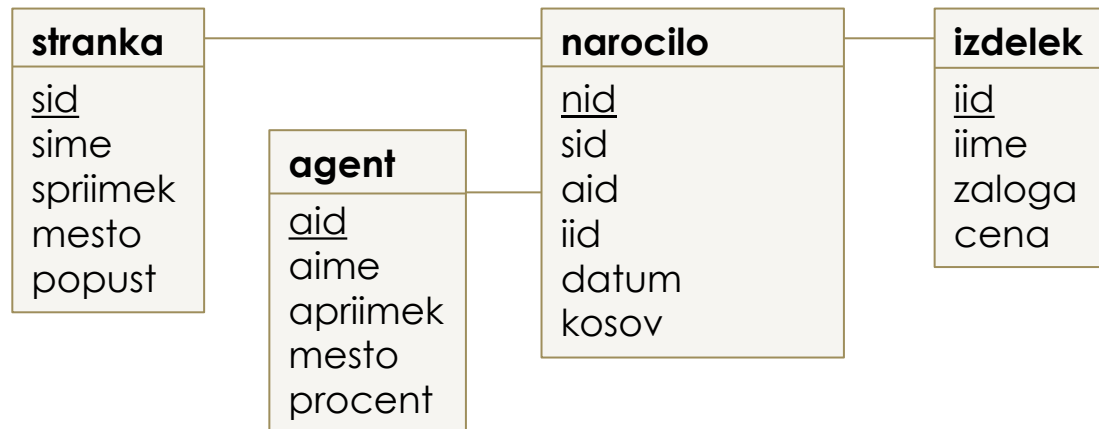 stranka
sid
sime
spriimek
mesto
popust
agent
aid
aime
apriimek
mesto
procent
narocilo
nid
sid
aid
iid
datum
kosov
izdelek
iid
iime
zaloga
cena